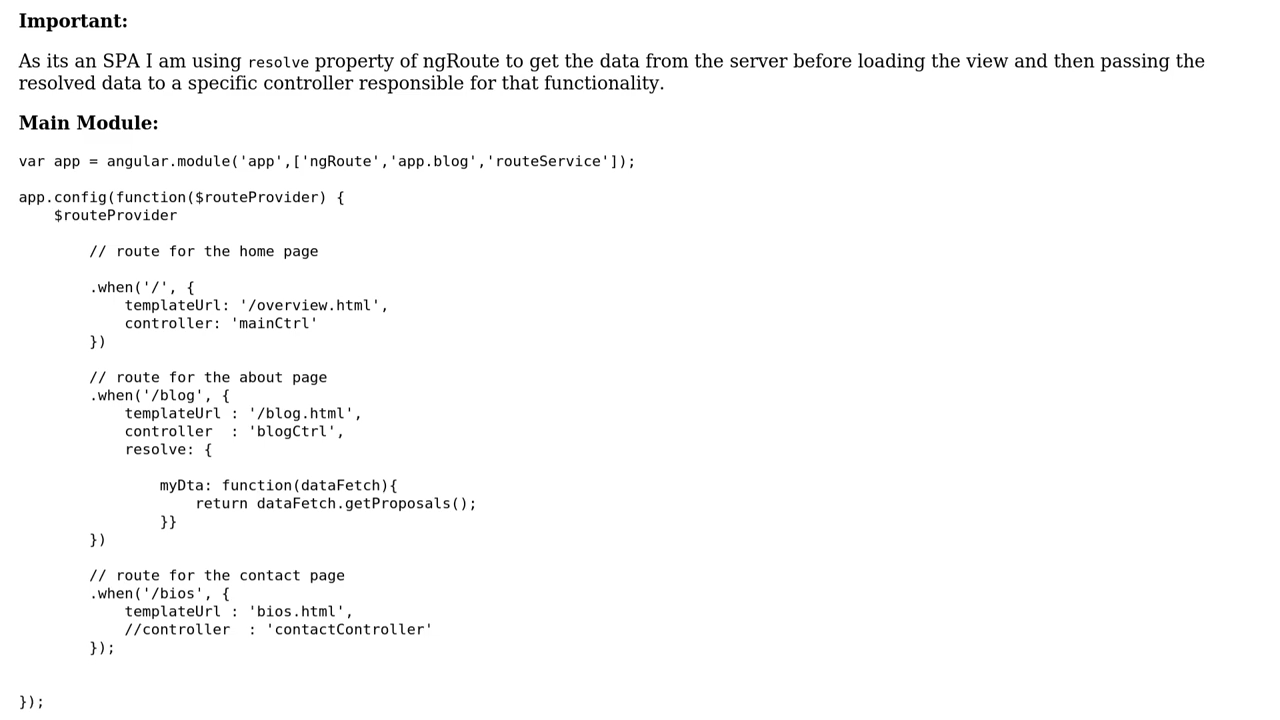 Important:
As its an SPA I am using resolve property of ngRoute to get the data from the server before loading the view and then passing the
resolved data to a specific controller responsible for that functionality.
Main Module:
var app = angular.module('app',['ngRoute','app.blog','routeService']);
app.config(function($routeProvider) {
    $routeProvider
        // route for the home page
        .when('/', {
            templateUrl: '/overview.html',
            controller: 'mainCtrl'
        })
        // route for the about page
        .when('/blog', {
            templateUrl : '/blog.html',
            controller  : 'blogCtrl',
            resolve: {
                myDta: function(dataFetch){
                    return dataFetch.getProposals();
                }}
        })
        // route for the contact page
        .when('/bios', {
            templateUrl : 'bios.html',
            //controller  : 'contactController'
        });
});